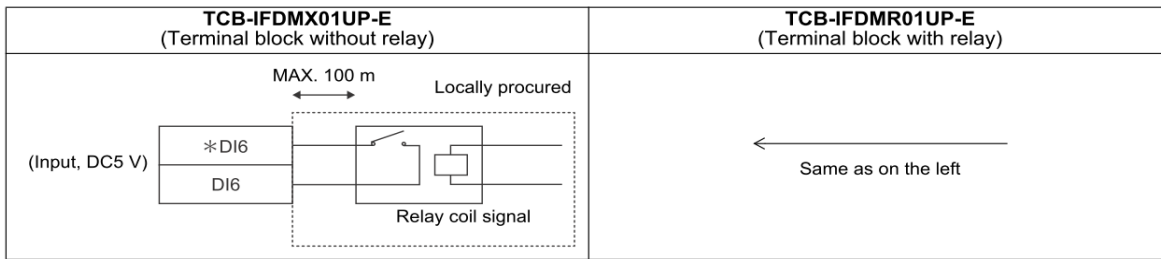 TCB-IFDMX01UP-E
(Terminal block without relay)
TCB-IFDMR01UP-E
(Terminal block with relay)
MAX. 100 m
Locally procured
(Input, DC5 V)
＊DI6
DI6
Relay coil signal
Same as on the left